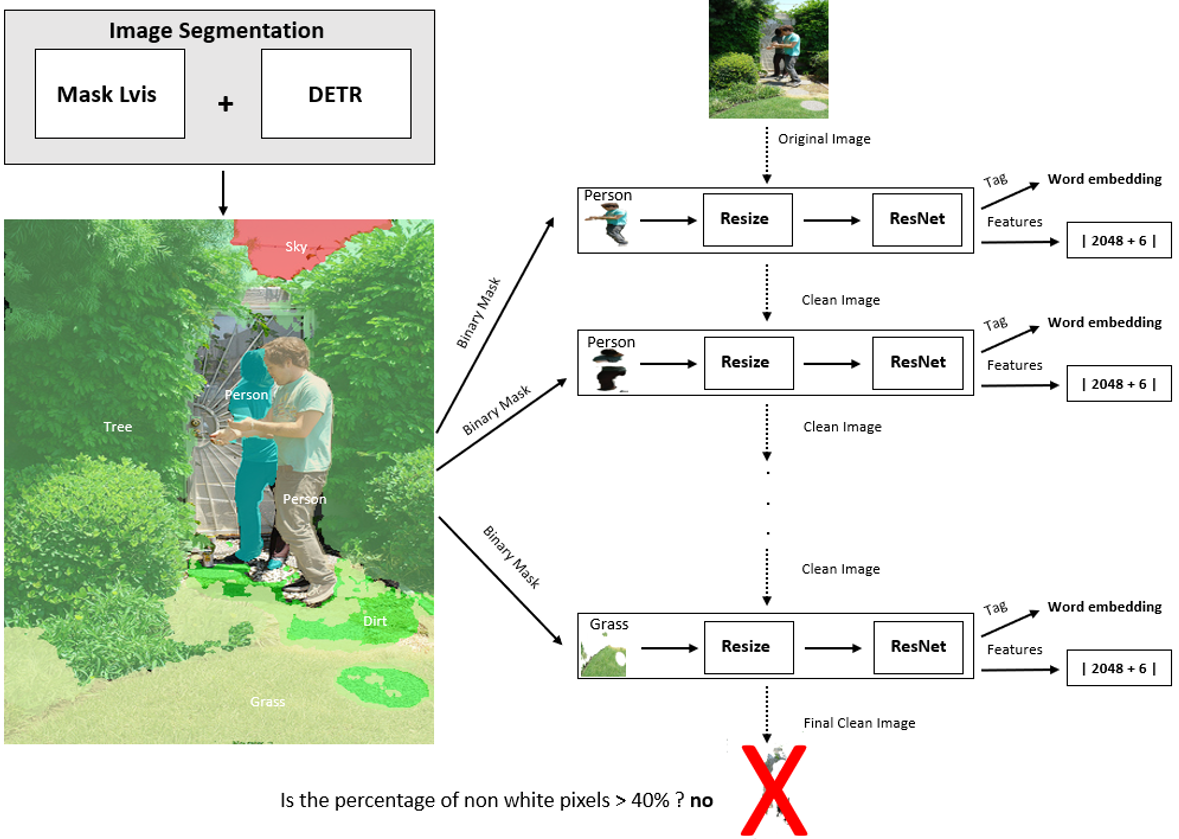 Image Segmentation
Mask Lvis
+
DETR
Original Image
Sky
Person
Tree
Person
Dirt
Grass
Binary Mask
Binary Mask
Binary Mask
Person
Resize
ResNet
Tag
Word embedding
Features
| 2048 + 6 |
Clean Image
Person
Resize
ResNet
Tag
Word embedding
Features
| 2048 + 6 |
Clean Image
.
.
.
Clean Image
Grass
Resize
ResNet
Tag
Word embedding
Features
| 2048 + 6 |
Final Clean Image
Is the percentage of non white pixels > 40% ? no
X